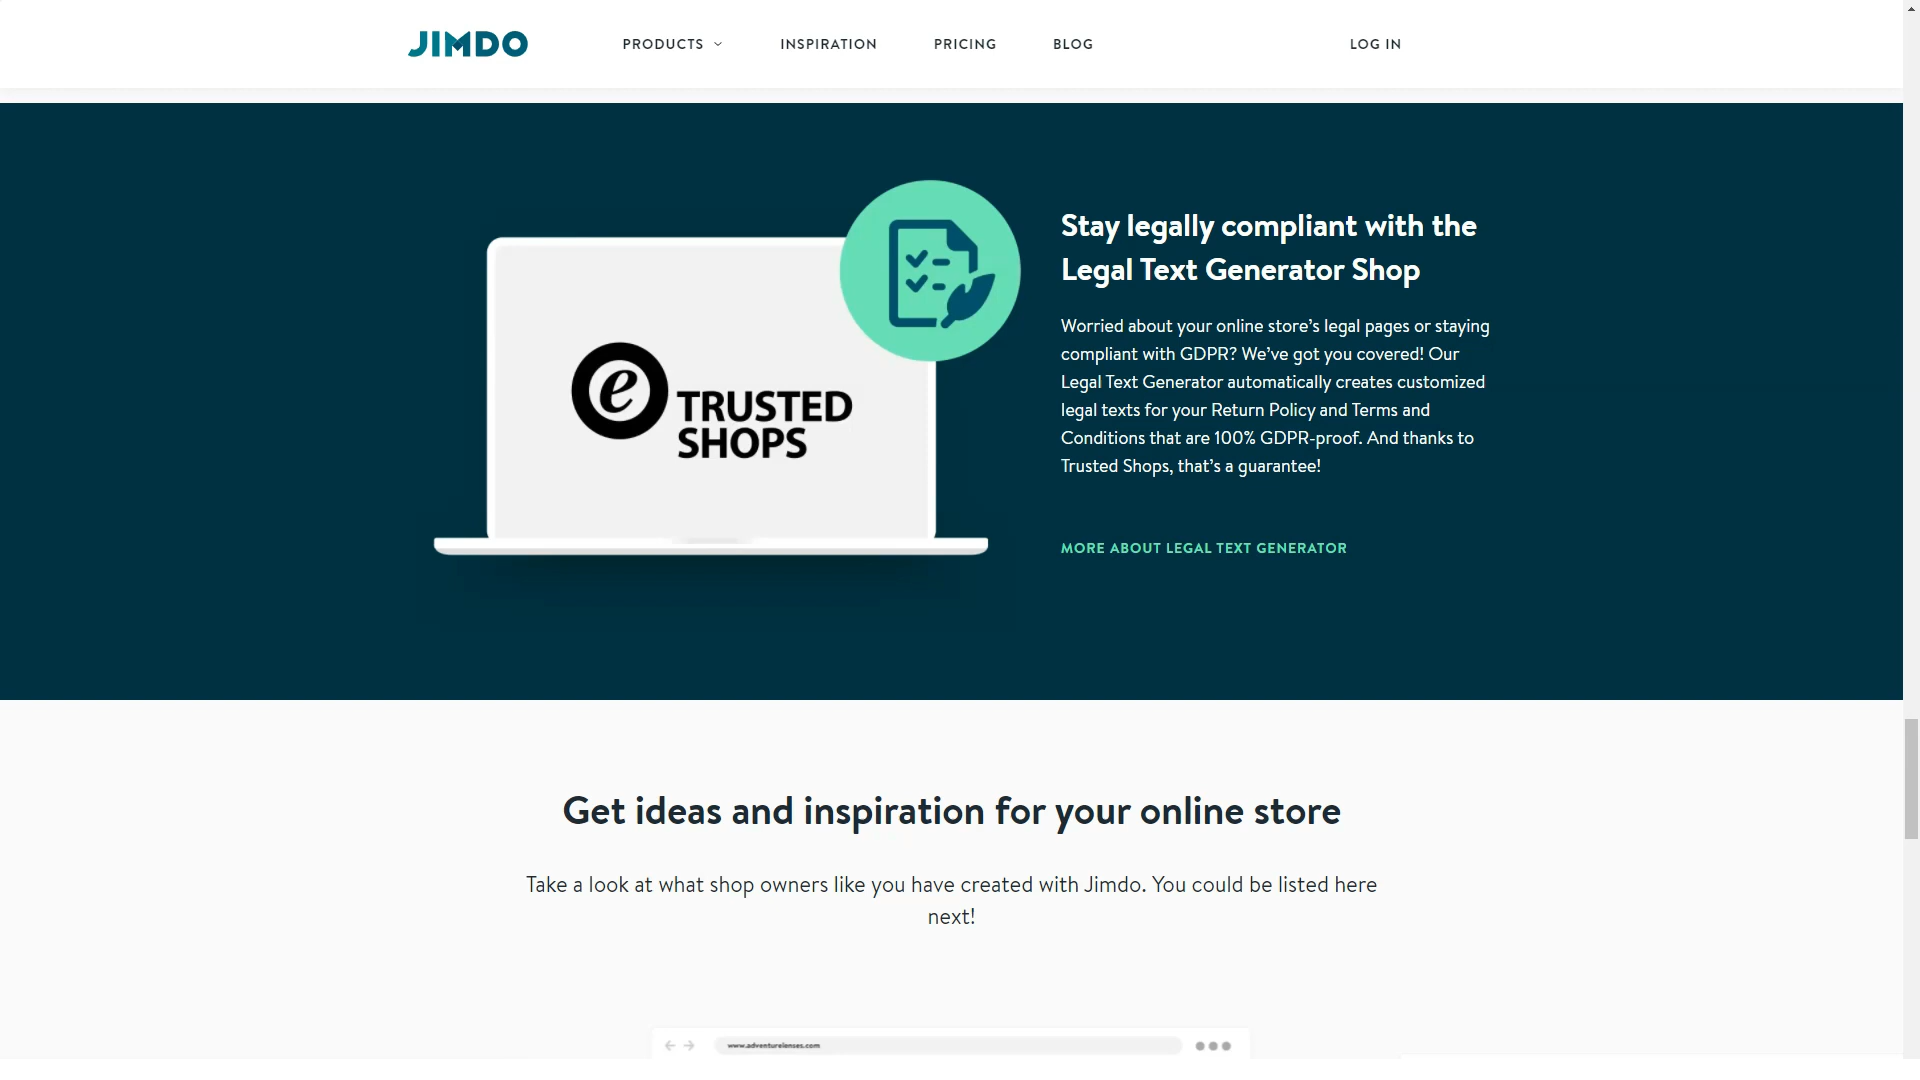 JIMDO
PRODUCTS
INSPIRATION
PRICING
BLOG
LOG IN
e TRUSTED
SHOPS
Stay legally compliant with the
Legal Text Generator Shop
Worried about your online store’s legal pages or staying
compliant with GDPR? We’ve got you covered! Our
Legal Text Generator automatically creates customized
legal texts for your Return Policy and Terms and
Conditions that are 100% GDPR-proof. And thanks to
Trusted Shops, that’s a guarantee!
MORE ABOUT LEGAL TEXT GENERATOR
Get ideas and inspiration for your online store
Take a look at what shop owners like you have created with Jimdo. You could be listed here
next!
www.adventurelenses.com